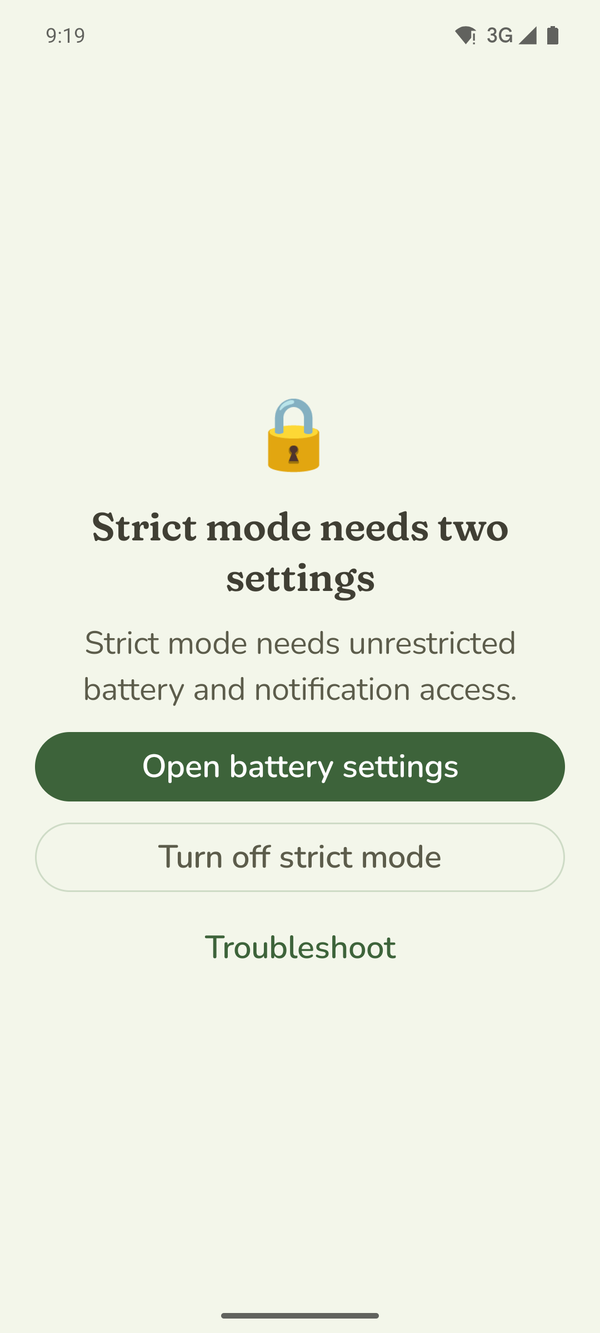 9:19
3G
Strict mode needs two
settings
Strict mode needs unrestricted
battery and notification access.
Open battery settings
Turn off strict mode
Troubleshoot